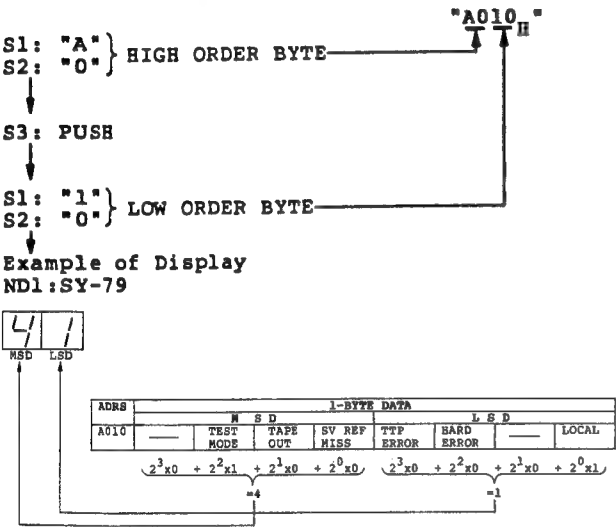 "A010H"
S1: "A"
S2: "0"
HIGH ORDER BYTE
S3: PUSH
S1: "1"
S2: "0"
LOW ORDER BYTE
Example of Display
ND1:SY-79
4 1
MSD LSD
ADRS 1-BYTE DATA
M S D L S D
A010 — TEST MODE TAPE OUT SV REF MISS TTP ERROR HARD ERROR — LOCAL
2³x0 + 2²x1 + 2¹x0 + 2⁰x0 2³x0 + 2²x0 + 2¹x0 + 2⁰x1
=4 =1